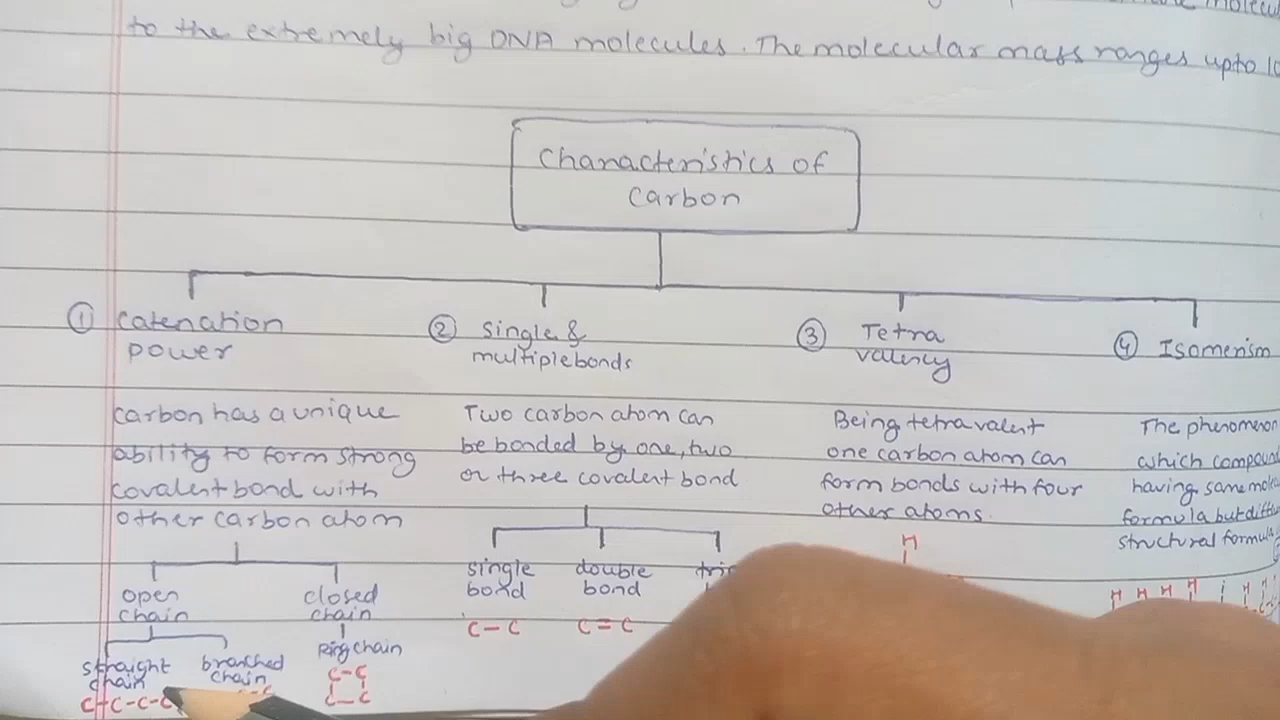 to the extremely big DNA molecules. The molecular mass ranges upto
Characteristics of
Carbon
① Catenation
power
Carbon has a unique
ability to form strong
covalent bond with
other carbon atom
open
chain
closed
chain
straight
chain
branched
chain
Ring chain
C-C-C-C
C-C
C-C
② Single &
multiple bonds
Two carbon atom can
be bonded by one, two
or three covalent bond
single
bond
double
bond
C-C
C=C
③ Tetra
valency
Being tetravalent
one carbon atom can
form bonds with four
other atoms.
H
④ Isomerism
The phenomenon
which
having same
formula but
structural formula
H H H H